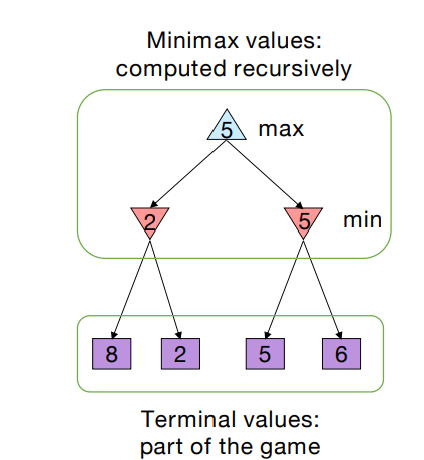 Minimax values:
computed recursively
5 max
2 5 min
8 2 5 6
Terminal values:
part of the game